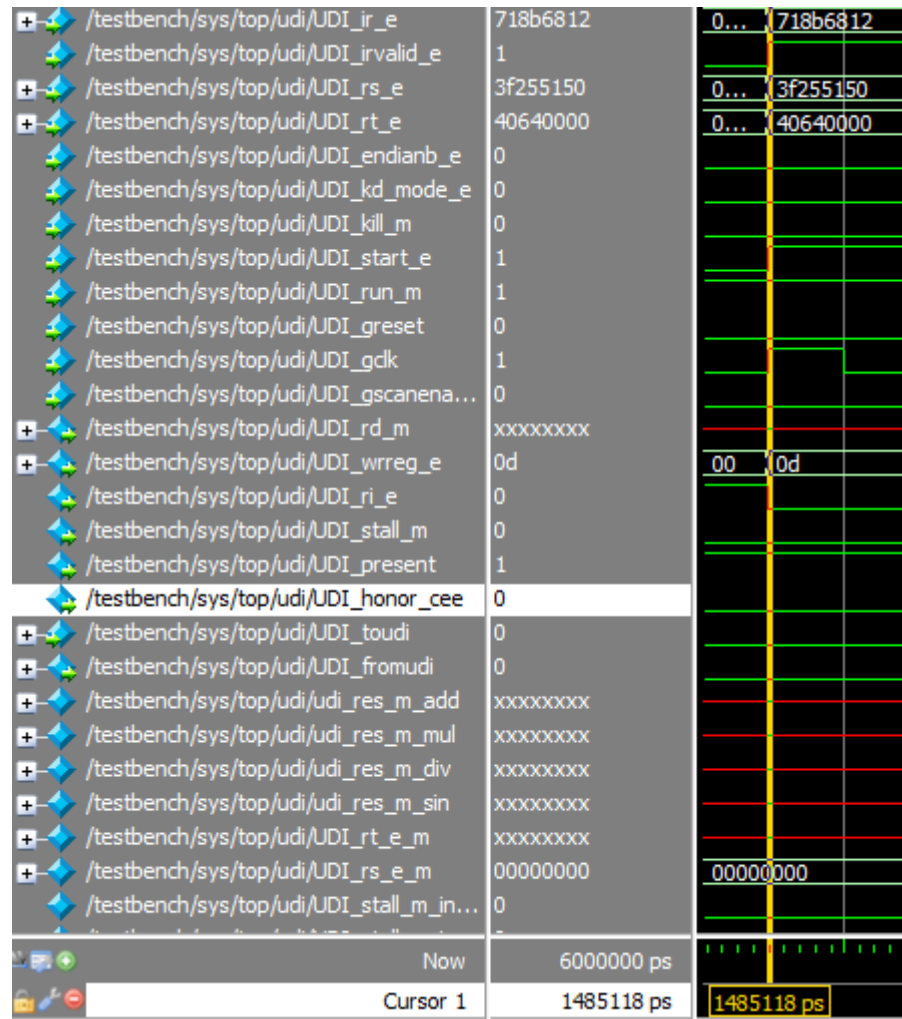 /testbench/sys/top/udi/UDI_ir_e 718b6812 0... 718b6812
/testbench/sys/top/udi/UDI_irvalid_e 1
/testbench/sys/top/udi/UDI_rs_e 3f255150 0... 3f255150
/testbench/sys/top/udi/UDI_rt_e 40640000 0... 40640000
/testbench/sys/top/udi/UDI_endianb_e 0
/testbench/sys/top/udi/UDI_kd_mode_e 0
/testbench/sys/top/udi/UDI_kill_m 0
/testbench/sys/top/udi/UDI_start_e 1
/testbench/sys/top/udi/UDI_run_m 1
/testbench/sys/top/udi/UDI_greset 0
/testbench/sys/top/udi/UDI_gclk 1
/testbench/sys/top/udi/UDI_gscanena... 0
/testbench/sys/top/udi/UDI_rd_m xxxxxxxx
/testbench/sys/top/udi/UDI_wrreg_e 0d 00 0d
/testbench/sys/top/udi/UDI_ri_e 0
/testbench/sys/top/udi/UDI_stall_m 0
/testbench/sys/top/udi/UDI_present 1
/testbench/sys/top/udi/UDI_honor_cee 0
/testbench/sys/top/udi/UDI_toudi 0
/testbench/sys/top/udi/UDI_fromudi 0
/testbench/sys/top/udi/udi_res_m_add xxxxxxxx
/testbench/sys/top/udi/udi_res_m_mul xxxxxxxx
/testbench/sys/top/udi/udi_res_m_div xxxxxxxx
/testbench/sys/top/udi/udi_res_m_sin xxxxxxxx
/testbench/sys/top/udi/UDI_rt_e_m xxxxxxxx
/testbench/sys/top/udi/UDI_rs_e_m 00000000 00000000
/testbench/sys/top/udi/UDI_stall_m_in... 0
Now 6000000 ps
Cursor 1 1485118 ps 1485118 ps